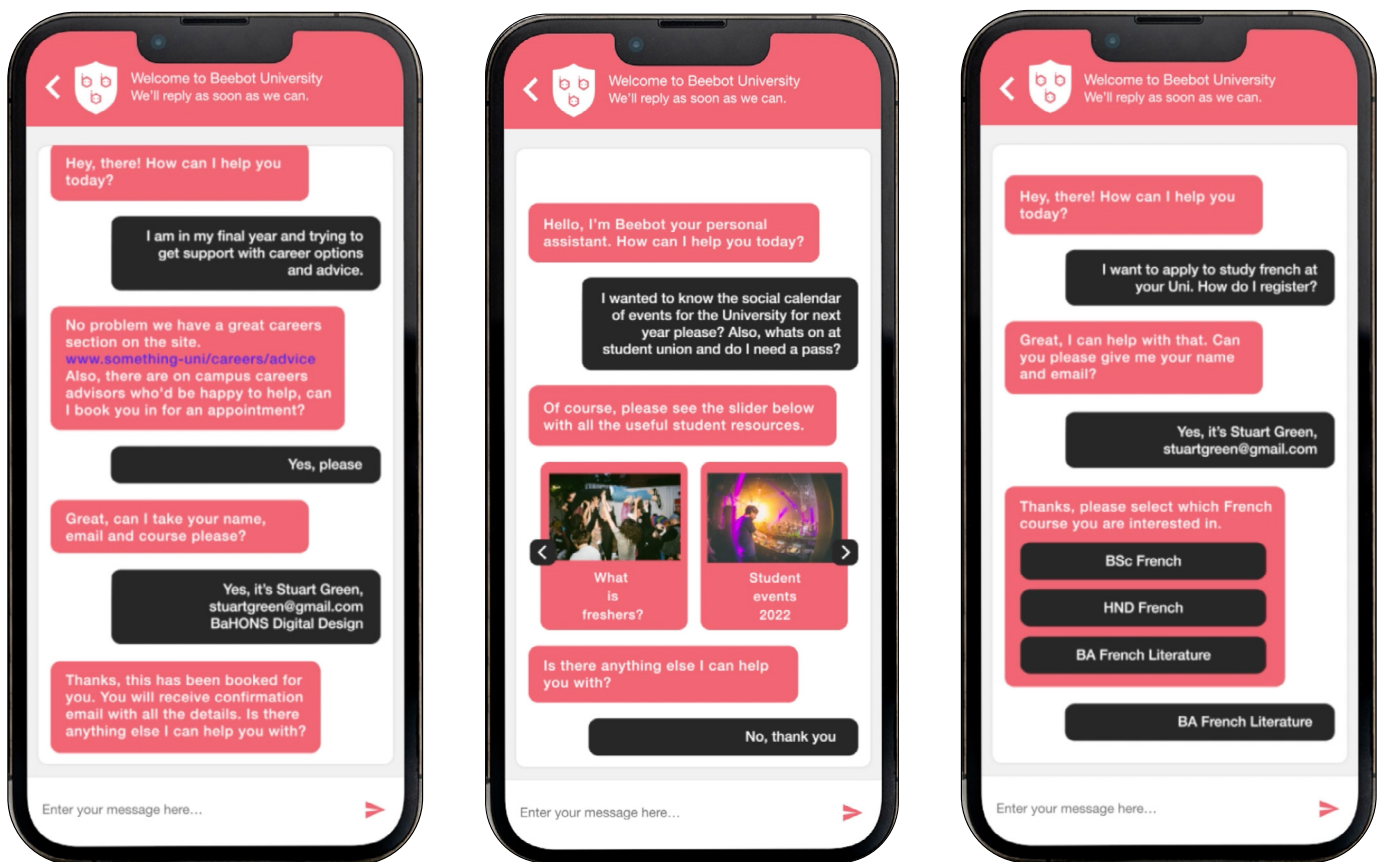 Welcome to Beebot University
We'll reply as soon as we can.
b b
b
Hey, there! How can I help you
today?
I am in my final year and trying to
get support with career options
and advice.
No problem we have a great careers
section on the site.
www.something-uni/careers/advice
Also, there are on campus careers
advisors who'd be happy to help, can
I book you in for an appointment?
Yes, please
Great, can I take your name,
email and course please?
Yes, it's Stuart Green,
stuartgreen@gmail.com
BaHONS Digital Design
Thanks, this has been booked for
you. You will receive confirmation
email with all the details. Is there
anything else I can help you with?
Enter your message here...
Welcome to Beebot University
We'll reply as soon as we can.
b b
b
Hello, I'm Beebot your personal
assistant. How can I help you today?
I wanted to know the social calendar
of events for the University for next
year please? Also, whats on at
student union and do I need a pass?
Of course, please see the slider below
with all the useful student resources.
What
is
freshers?
Student
events
2022
Is there anything else I can help
you with?
No, thank you
Enter your message here...
Welcome to Beebot University
We'll reply as soon as we can.
b b
b
Hey, there! How can I help you
today?
I want to apply to study french at
your Uni. How do I register?
Great, I can help with that. Can
you please give me your name
and email?
Yes, it's Stuart Green,
stuartgreen@gmail.com
Thanks, please select which French
course you are interested in.
BSc French
HND French
BA French Literature
BA French Literature
Enter your message here...